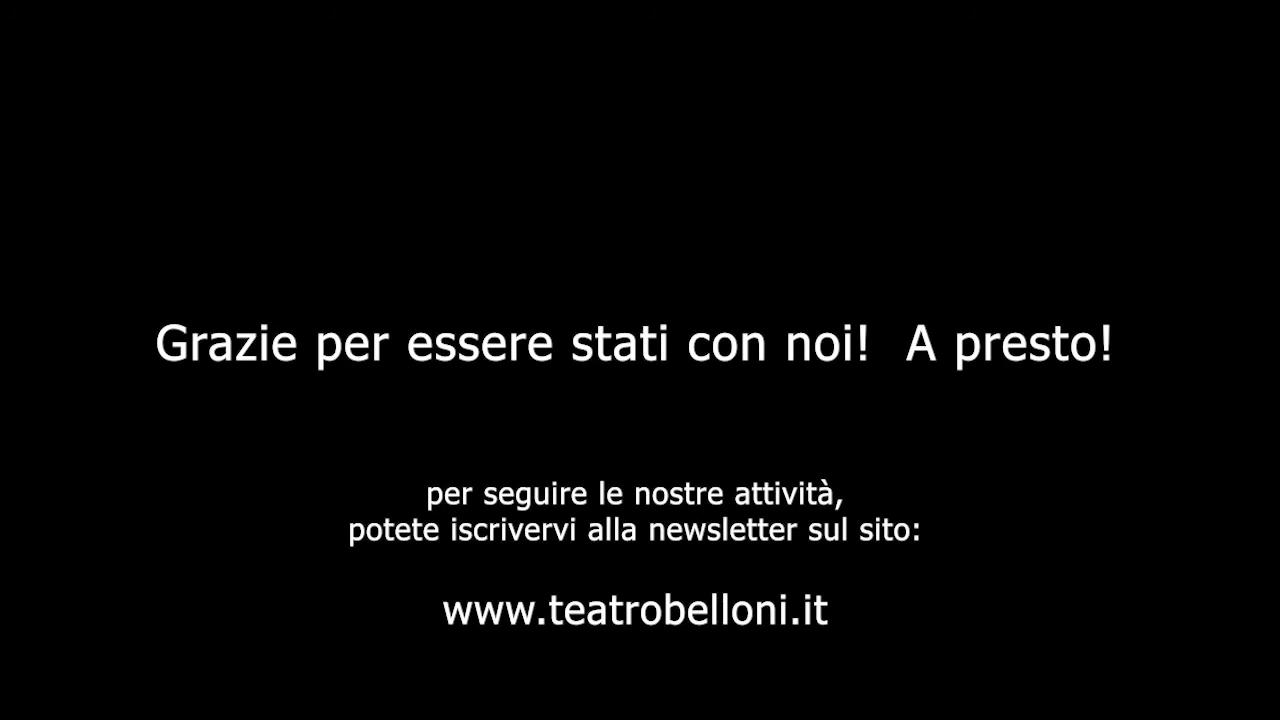 Grazie per essere stati con noi!  A presto!
per seguire le nostre attività,
potete iscrivervi alla newsletter sul sito:
www.teatrobelloni.it